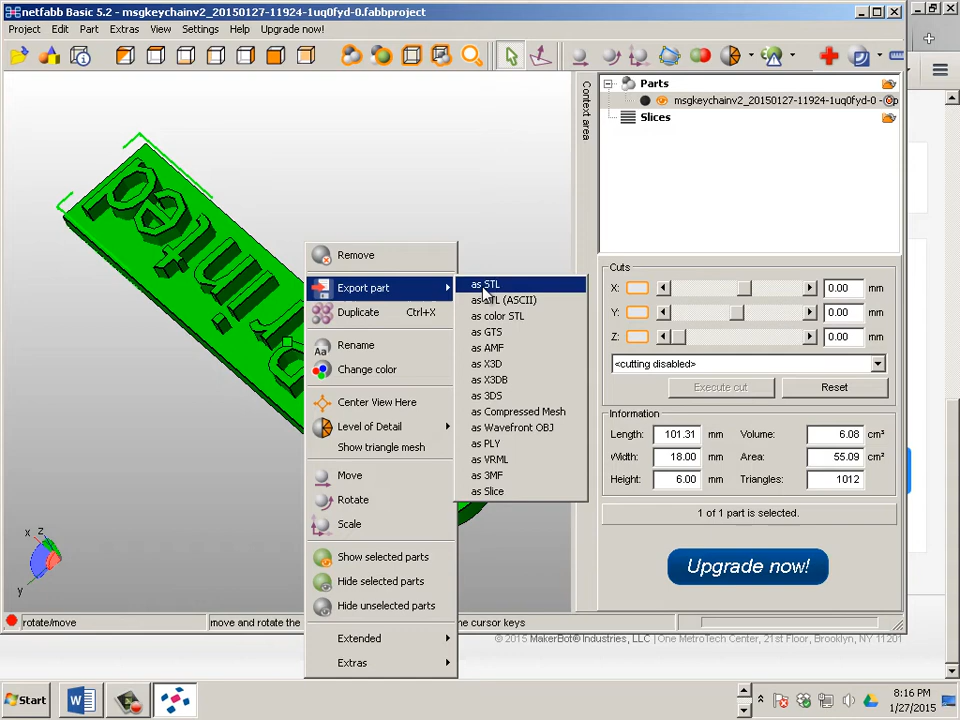 netfabb Basic 5.2 - msgkeychainv2_20150127-11924-1uq0fyd-0.fabbproject
Project Edit Part Extras View Settings Help Upgrade now!
Context area
Parts
msgkeychainv2_20150127-11924-1uq0fyd-0
Slices
Remove
Export part
Duplicate Ctrl+X
Rename
Change color
Center View Here
Level of Detail
Show triangle mesh
Move
Rotate
Scale
Show selected parts
Hide selected parts
Hide unselected parts
Extended
Extras
as STL
as STL (ASCII)
as color STL
as GTS
as AMF
as X3D
as X3DB
as 3DS
as Compressed Mesh
as Wavefront OBJ
as PLY
as VRML
as 3MF
as Slice
Cuts
X: 0.00 mm
Y: 0.00 mm
Z: 0.00 mm
<cutting disabled>
Execute cut Reset
Information
Length: 101.31 mm Volume: 6.08 cm³
Width: 18.00 mm Area: 55.09 cm²
Height: 6.00 mm Triangles: 1012
1 of 1 part is selected.
Upgrade now!
x z
y
rotate/move move and rotate the
e cursor keys
© 2015 MakerBot® Industries, LLC | One MetroTech Center, 21st Floor, Brooklyn, NY 11201
Start
8:16 PM
1/27/2015